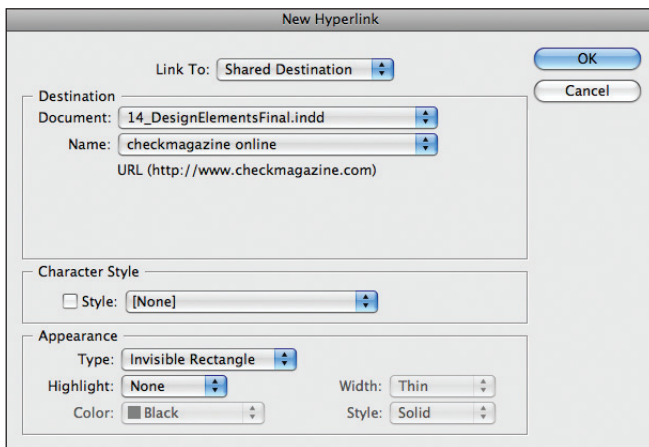 New Hyperlink
Link To: Shared Destination
OK
Cancel
Destination
Document: 14_DesignElementsFinal.indd
Name: checkmagazine online
URL (http://www.checkmagazine.com)
Character Style
Style: [None]
Appearance
Type: Invisible Rectangle
Highlight: None Width: Thin
Color: Black Style: Solid